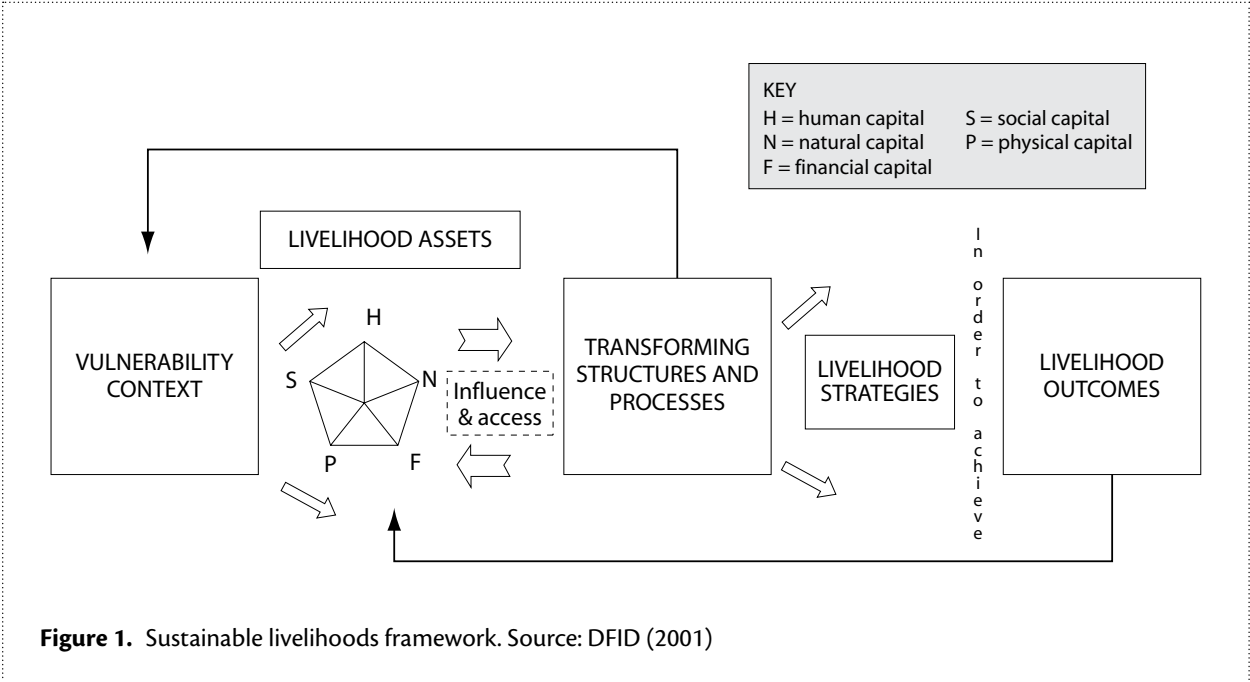 KEY
H = human capital S = social capital
N = natural capital P = physical capital
F = financial capital
LIVELIHOOD ASSETS
VULNERABILITY
CONTEXT
H
S
N
P
F
Influence
& access
TRANSFORMING
STRUCTURES AND
PROCESSES
LIVELIHOOD
STRATEGIES
In order to achieve
LIVELIHOOD
OUTCOMES
Figure 1. Sustainable livelihoods framework. Source: DFID (2001)